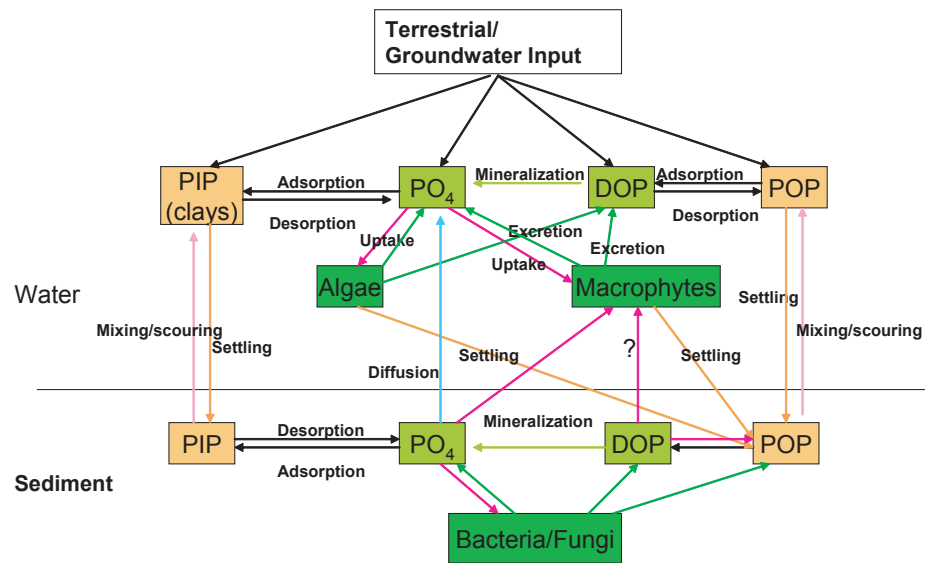 Terrestrial/
Groundwater Input
PIP
(clays)
Adsorption
Desorption
PO₄
Mineralization
DOP
Adsorption
Desorption
POP
Uptake
Excretion
Uptake
Excretion
Algae
Macrophytes
Water
Mixing/scouring
Settling
Diffusion
Settling
?
Settling
Settling
Mixing/scouring
PIP
Desorption
Adsorption
PO₄
Mineralization
DOP
POP
Sediment
Bacteria/Fungi